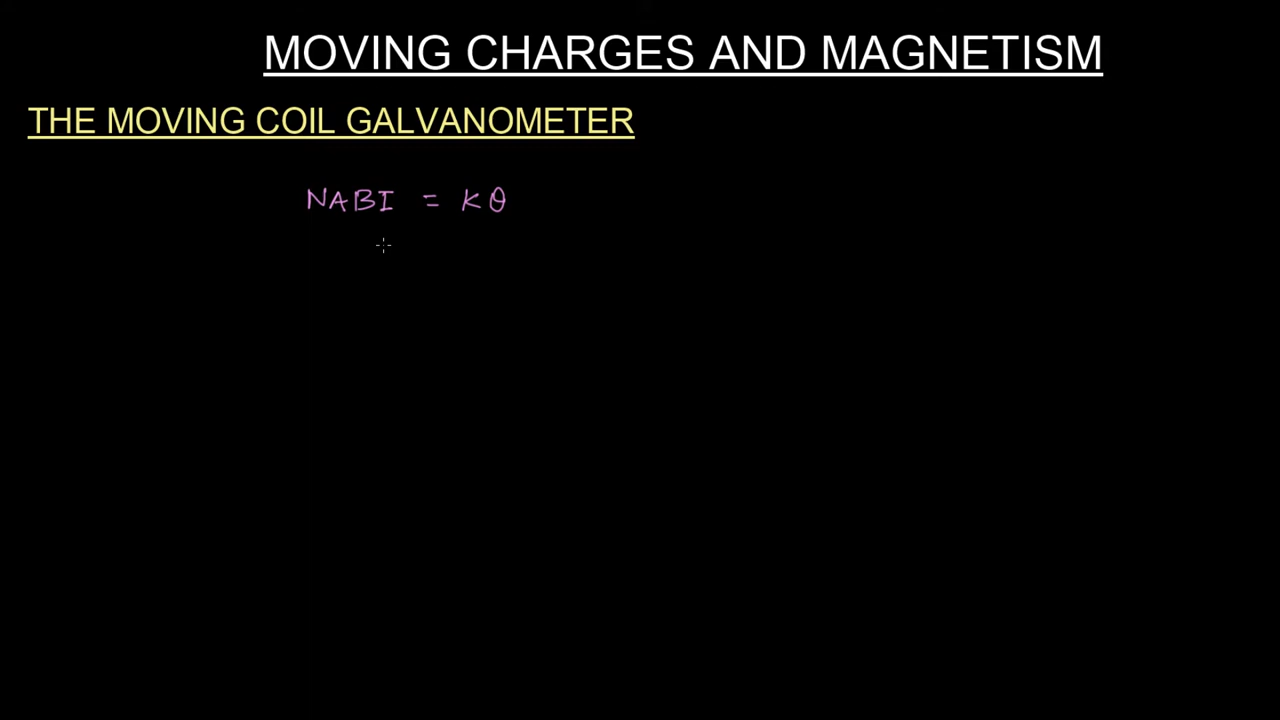 MOVING CHARGES AND MAGNETISM
THE MOVING COIL GALVANOMETER
NABI = Kθ